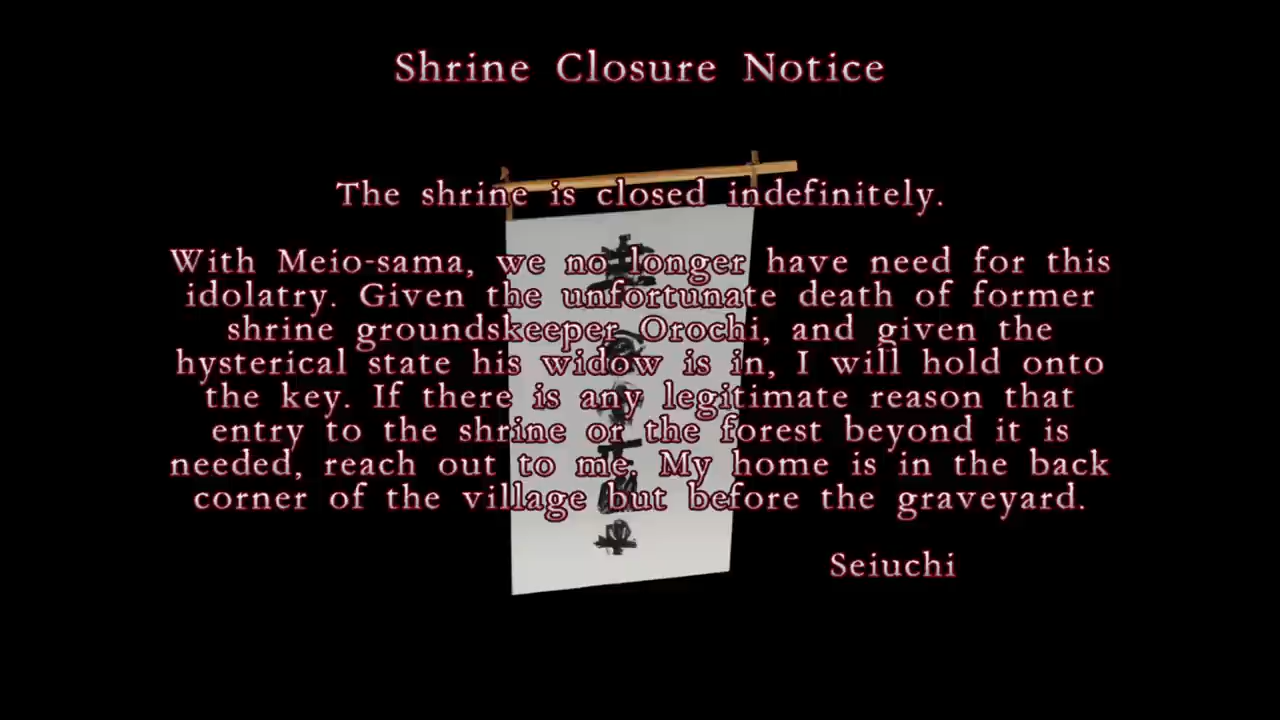 Shrine Closure Notice
The shrine is closed indefinitely.
With Meio-sama, we no longer have need for this
idolatry. Given the unfortunate death of former
shrine groundskeeper Orochi, and given the
hysterical state his widow is in, I will hold onto
the key. If there is any legitimate reason that
entry to the shrine or the forest beyond it is
needed, reach out to me. My home is in the back
corner of the village but before the graveyard.
Seiuchi